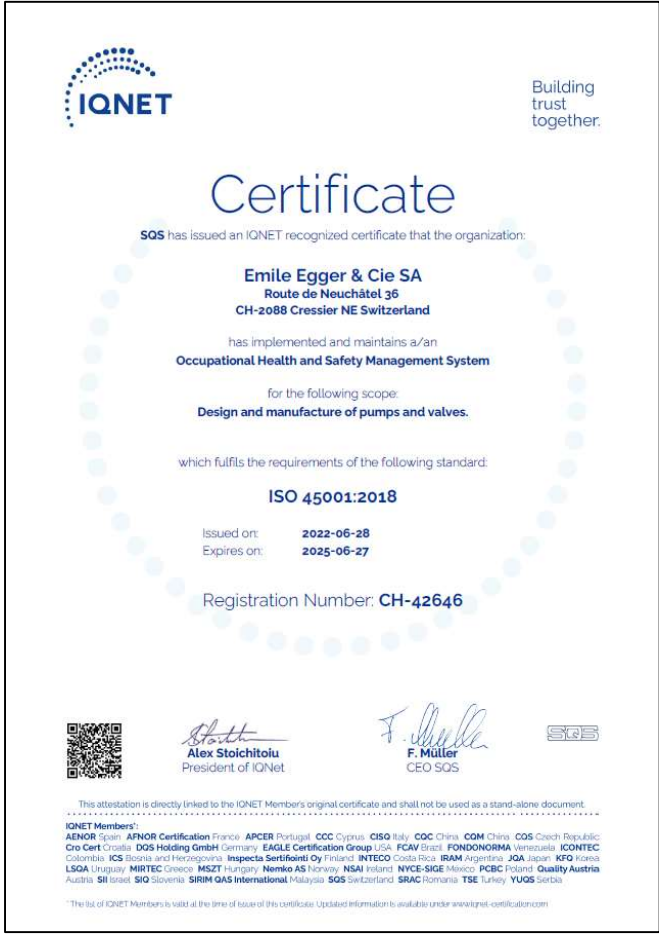 IQNET
Building
trust
together.
Certificate
SQS has issued an IQNET recognized certificate that the organization:
Emile Egger & Cie SA
Route de Neuchâtel 36
CH-2088 Cressier NE Switzerland
has implemented and maintains a/an
Occupational Health and Safety Management System
for the following scope:
Design and manufacture of pumps and valves.
which fulfils the requirements of the following standard:
ISO 45001:2018
Issued on: 2022-06-28
Expires on: 2025-06-27
Registration Number: CH-42646
Alex Stoichitoiu
President of IQNet
F. Müller
CEO SQS
SQS
This attestation is directly linked to the IQNET Member's original certificate and shall not be used as a stand-alone document.
IQNET Members*:
AENOR Spain AFNOR Certification France APCER Portugal CCC Cyprus CISQ Italy CQC China CQM China CQS Czech Republic
Cro Cert Croatia DQS Holding GmbH Germany EAGLE Certification Group USA FCAV Brazil FONDONORMA Venezuela ICONTEC
Colombia ICS Bosnia and Herzegovina Inspecta Sertifiointi Oy Finland INTECO Costa Rica IRAM Argentina JQA Japan KFQ Korea
LSQA Uruguay MIRTEC Greece MSZT Hungary Nemko AS Norway NSAI Ireland NYCE-SIGE México PCBC Poland Quality Austria
Austria SII Israel SIQ Slovenia SIRIM QAS International Malaysia SQS Switzerland SRAC Romania TSE Turkey YUQS Serbia
* The list of IQNET Members is valid at the time of issue of this certificate. Updated information is available under www.iqnet-certification.com